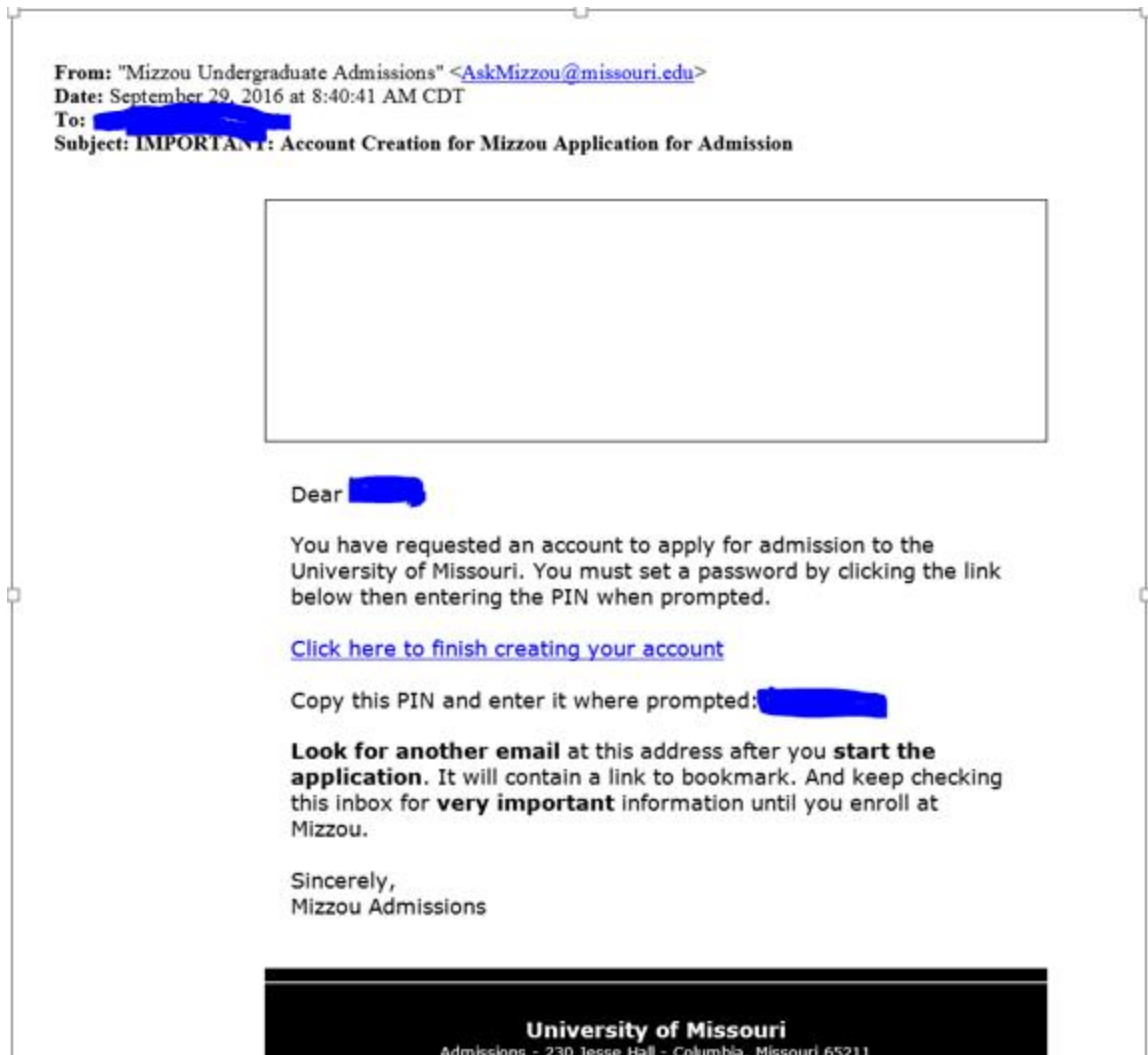 From: "Mizzou Undergraduate Admissions" <AskMizzou@missouri.edu>
Date: September 29, 2016 at 8:40:41 AM CDT
To:
Subject: IMPORTANT: Account Creation for Mizzou Application for Admission
Dear
You have requested an account to apply for admission to the
University of Missouri. You must set a password by clicking the link
below then entering the PIN when prompted.
Click here to finish creating your account
Copy this PIN and enter it where prompted:
Look for another email at this address after you start the
application. It will contain a link to bookmark. And keep checking
this inbox for very important information until you enroll at
Mizzou.
Sincerely,
Mizzou Admissions
University of Missouri
Admissions - 230 Jesse Hall - Columbia, Missouri 65211